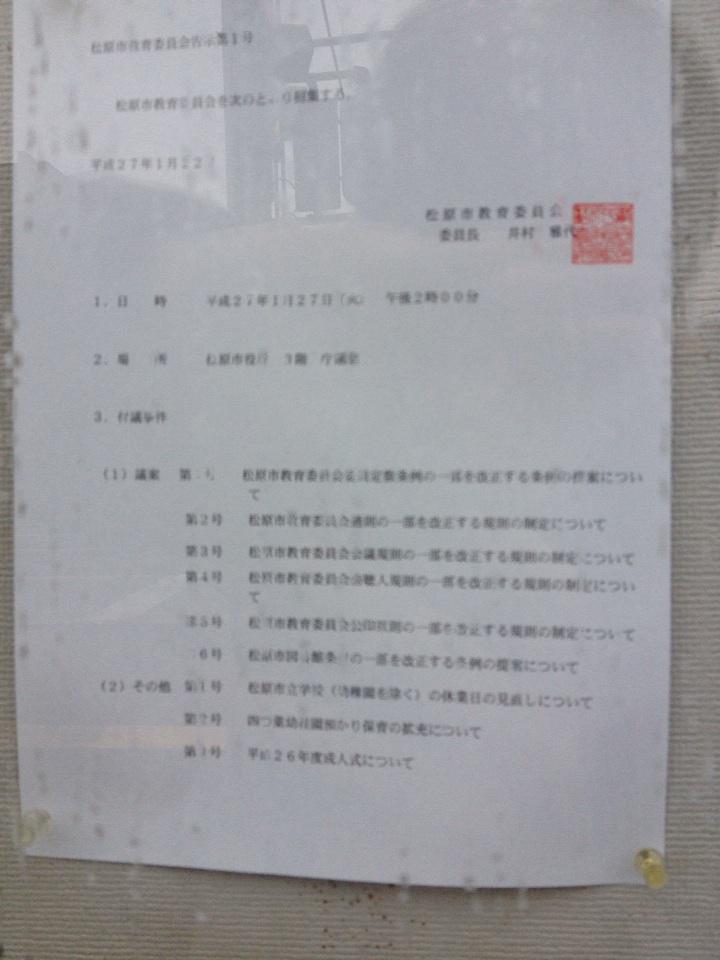 松原市教育委員会告示第1号
松原市教育委員会を次のとおり招集する。
平成27年1月22
松原市教育委員会
委員長 井村 雅代
1.日 時 平成27年1月27日(火) 午後2時00分
2.場 所 松原市役所 3階 庁議室
3.付議事件
(1)議案 第 号 松原市教育委員会委員定数条例の一部を改正する条例の提案につい
て
第2号 松原市教育委員会通則の一部を改正する規則の制定について
第3号 松原市教育委員会会議規則の一部を改正する規則の制定について
第4号 松原市教育委員会傍聴人規則の一部を改正する規則の制定につい
て
第5号 松原市教育委員会公印規則の一部を改正する規則の制定について
6号 松原市図書館条例の一部を改正する条例の提案について
(2)その他 第1号 松原市立学校(幼稚園を除く)の休業日の見直しについて
第2号 四つ葉幼稚園預かり保育の拡充について
第3号 平成26年度成人式について